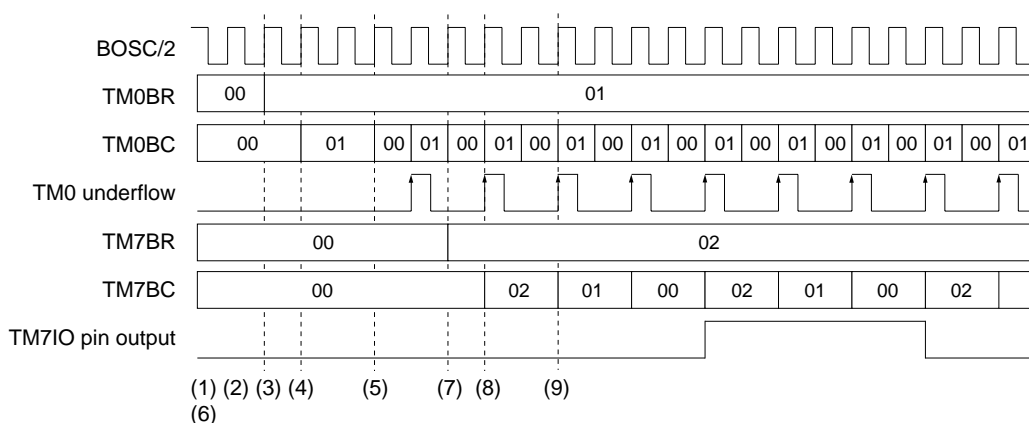 BOSC/2
TM0BR 00 01
TM0BC 00 01 00 01 00 01 00 01 00 01 00 01 00 01 00 01 00 01 00 01
TM0 underflow
TM7BR 00 02
TM7BC 00 02 01 00 02 01 00 02
TM7IO pin output
(1) (2) (3) (4) (5) (7) (8) (9)
(6)